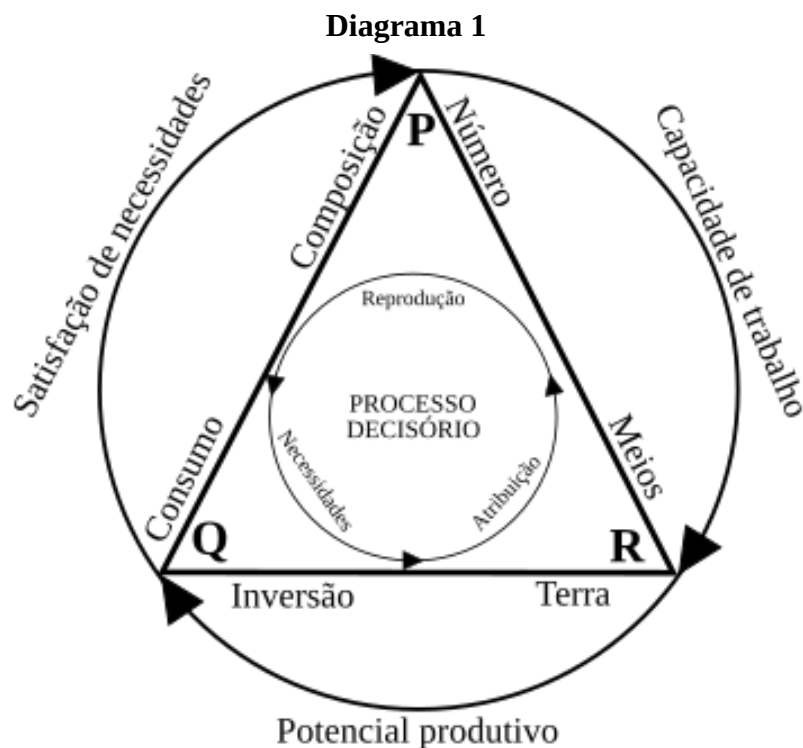 Diagrama 1
Satisfação de necessidades
Composição
P
Número
Capacidade de trabalho
Reprodução
PROCESSO
DECISÓRIO
Consumo
Necessidades
Atribuição
Meios
Q
R
Inversão
Terra
Potencial produtivo